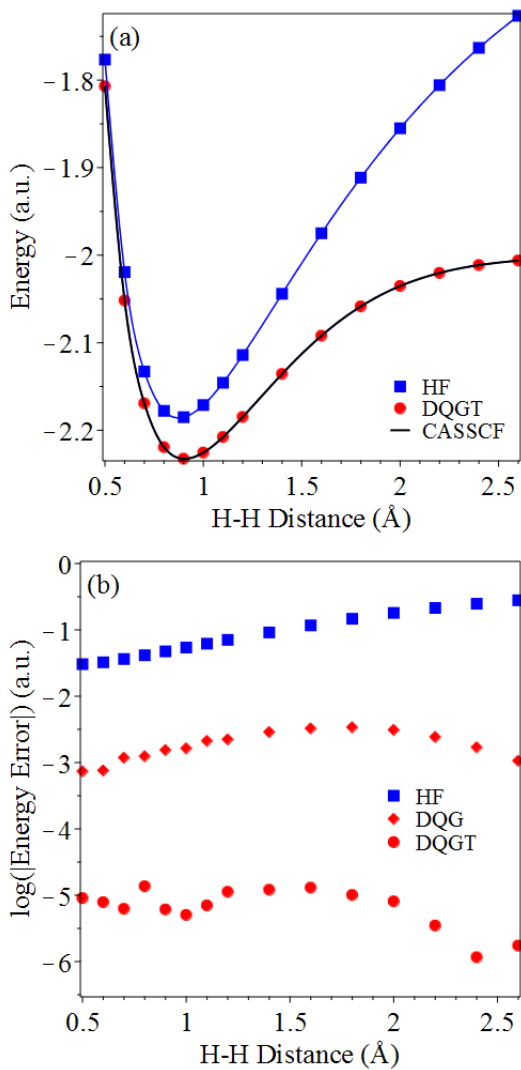 (a)
Energy (a.u.)
−1.8
−1.9
−2
−2.1
−2.2
HF
DQGT
CASSCF
0.5 1 1.5 2 2.5
H-H Distance (Å)
(b)
log(|Energy Error|) (a.u.)
0
−1
−2
−3
−4
−5
−6
HF
DQG
DQGT
0.5 1 1.5 2 2.5
H-H Distance (Å)